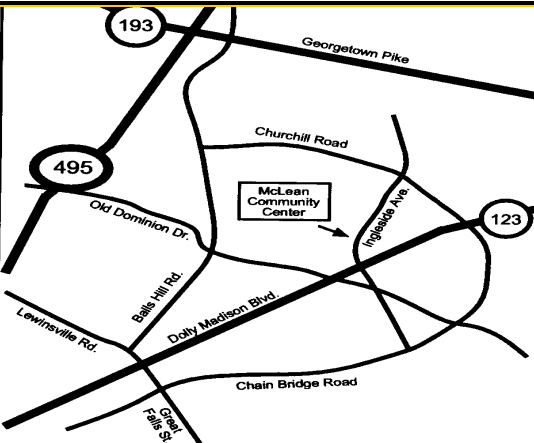 193
Georgetown Pike
Churchill Road
495
McLean
Community
Center
Ingleside Ave.
123
Old Dominion Dr.
Balls Hill Rd.
Dolly Madison Blvd.
Lewinsville Rd.
Chain Bridge Road
Great
Falls St.